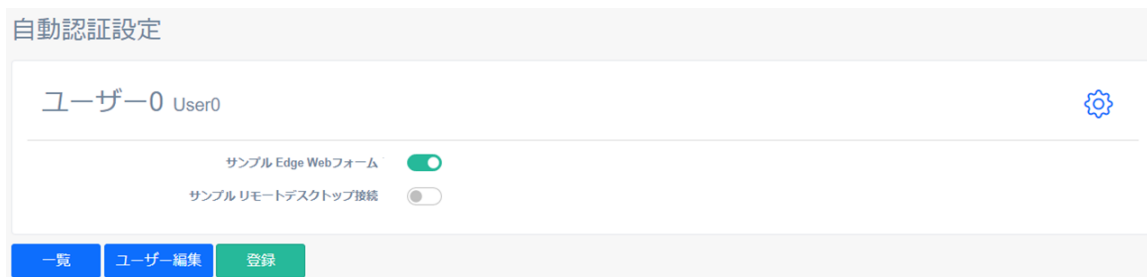 自動認証設定
ユーザー0 User0
サンプル Edge Webフォーム
サンプル リモートデスクトップ接続
一覧 ユーザー編集 登録